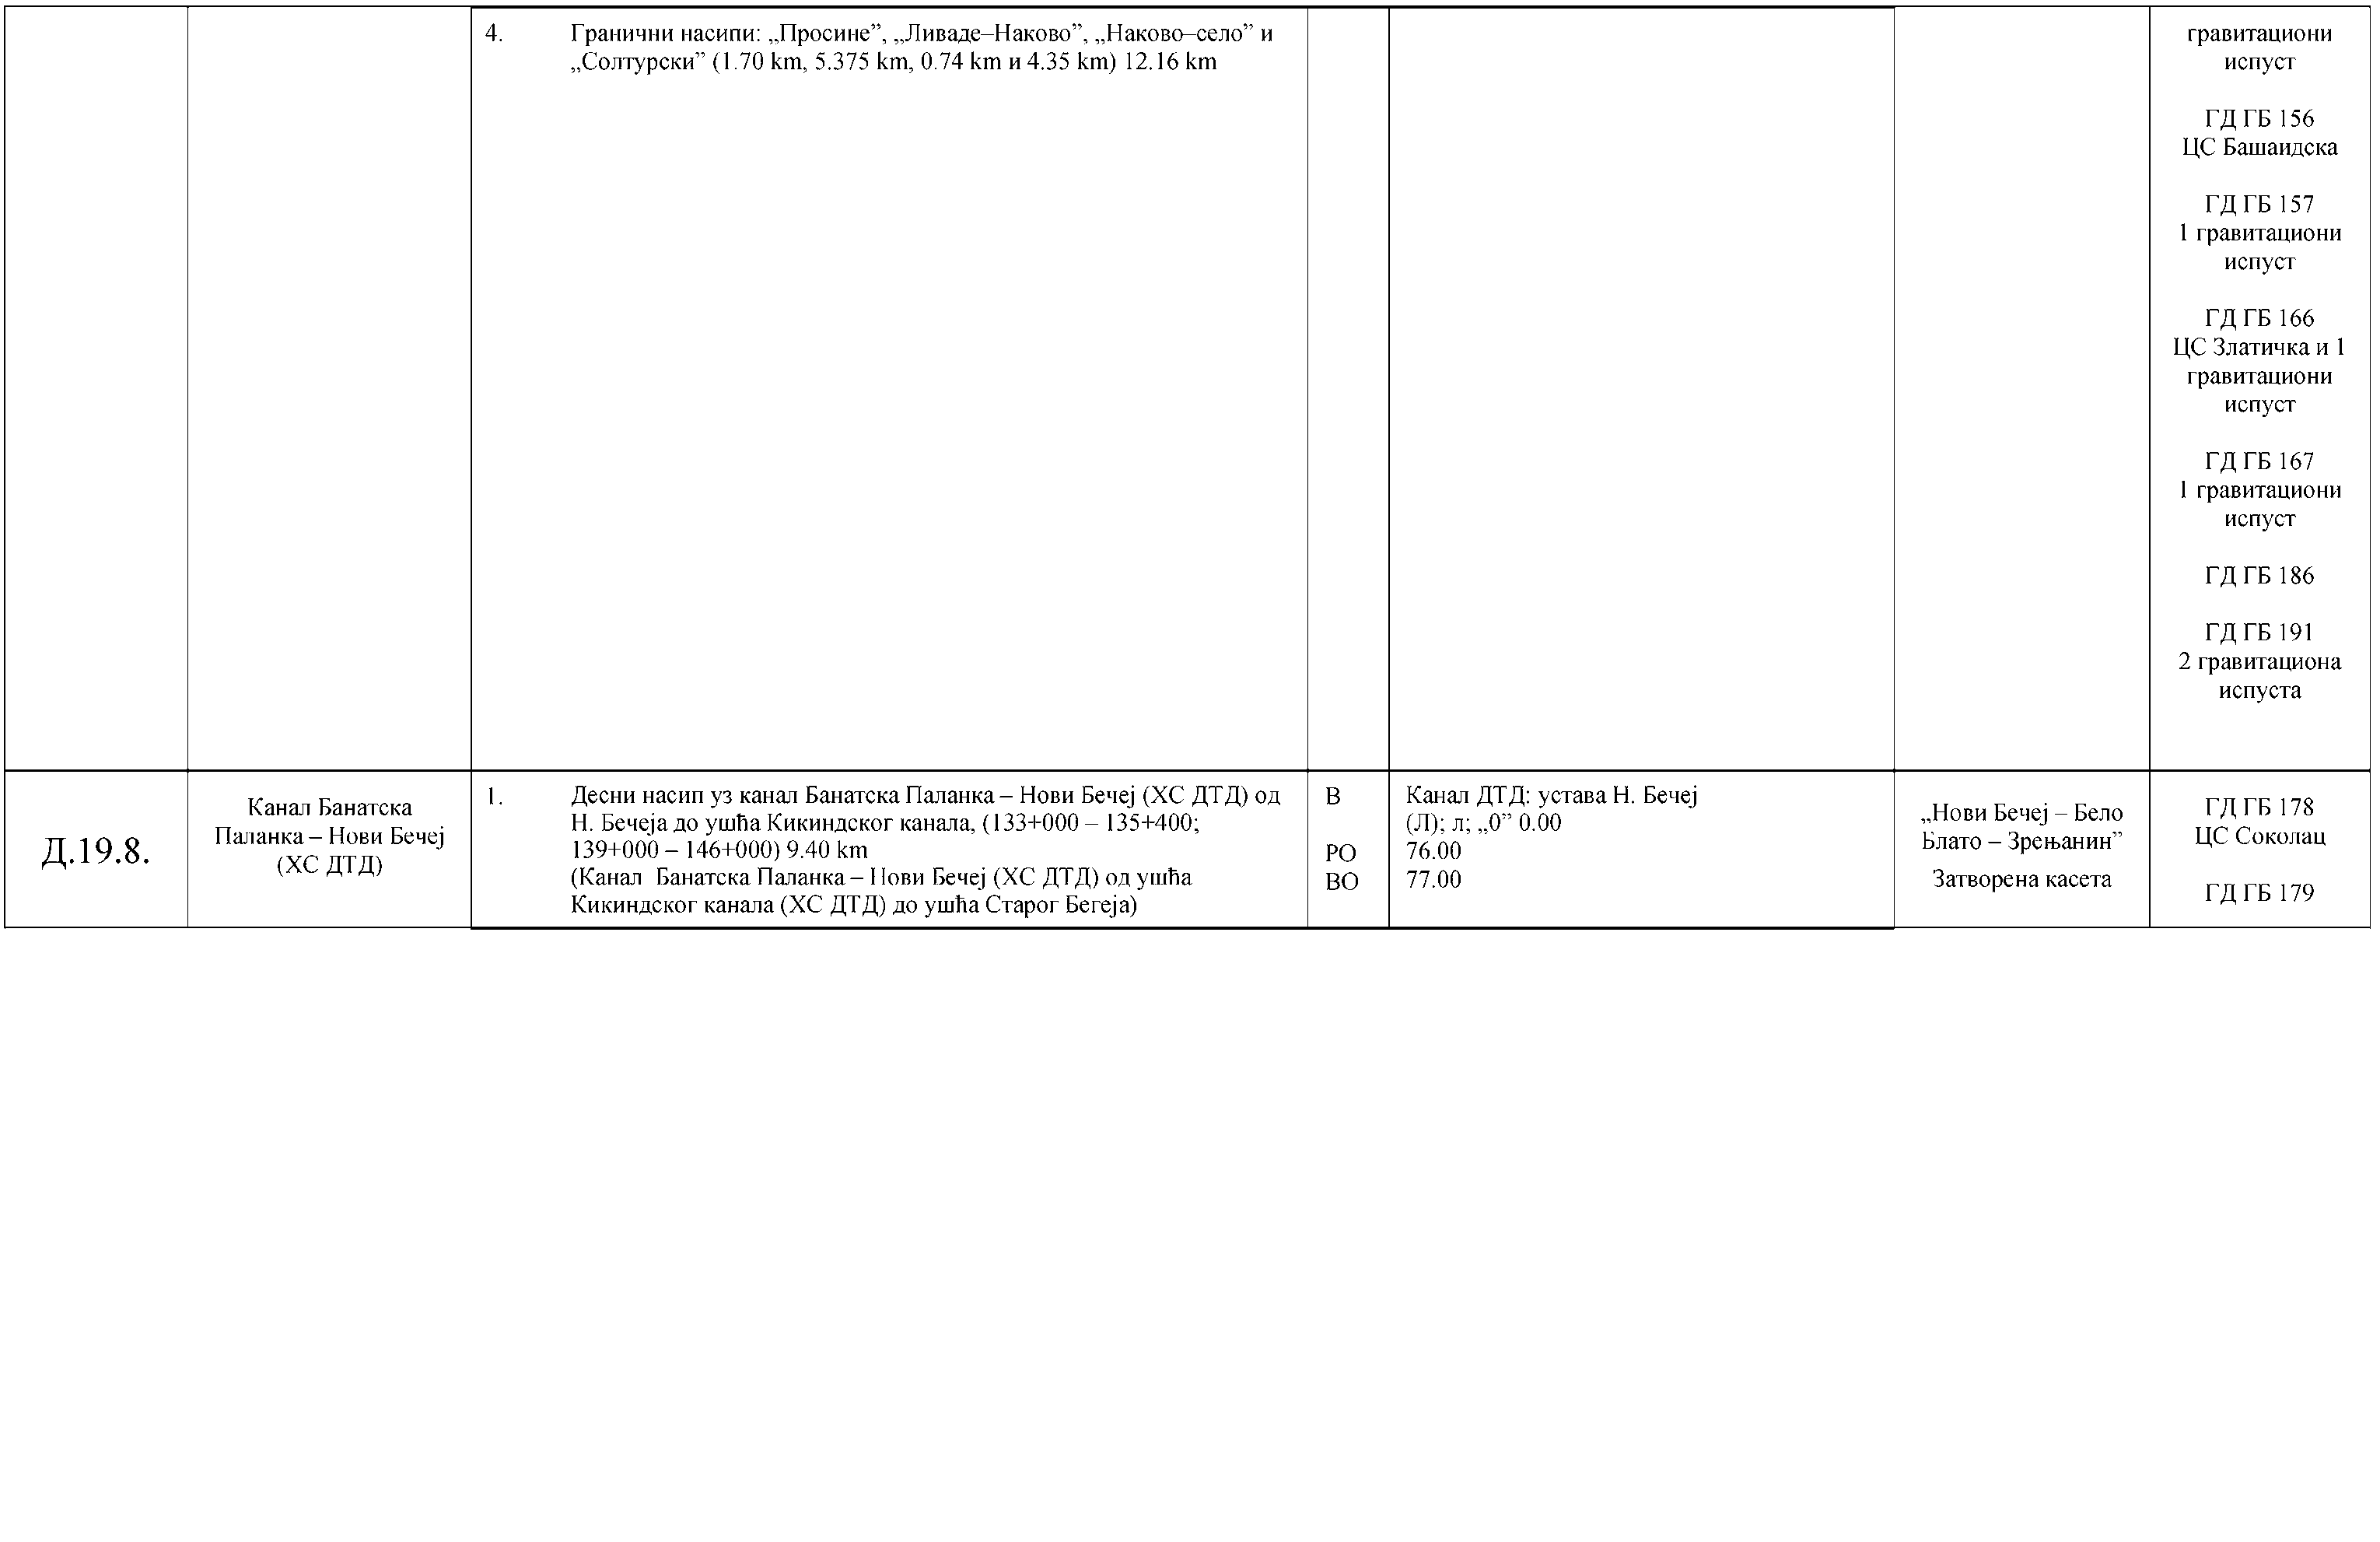 4. Гранични насипи: „Просине”, „Ливаде–Наково”, „Наково–село” и
„Солтурски” (1.70 km, 5.375 km, 0.74 km и 4.35 km) 12.16 km
гравитациони
испуст
ГД ГБ 156
ЦС Башаидска
ГД ГБ 157
1 гравитациони
испуст
ГД ГБ 166
ЦС Златичка и 1
гравитациони
испуст
ГД ГБ 167
1 гравитациони
испуст
ГД ГБ 186
ГД ГБ 191
2 гравитациона
испуста
Д.19.8.
Канал Банатска
Паланка – Нови Бечеј
(ХС ДТД)
1. Десни насип уз канал Банатска Паланка – Нови Бечеј (ХС ДТД) од
Н. Бечеја до ушћа Кикиндског канала, (133+000 – 135+400;
139+000 – 146+000) 9.40 km
(Канал Банатска Паланка – Нови Бечеј (ХС ДТД) од ушћа
Кикиндског канала (ХС ДТД) до ушћа Старог Бегеја)
В
РО
ВО
Канал ДТД: устава Н. Бечеј
(Л); л; „0” 0.00
76.00
77.00
„Нови Бечеј – Бело
Блато – Зрењанин”
Затворена касета
ГД ГБ 178
ЦС Соколац
ГД ГБ 179